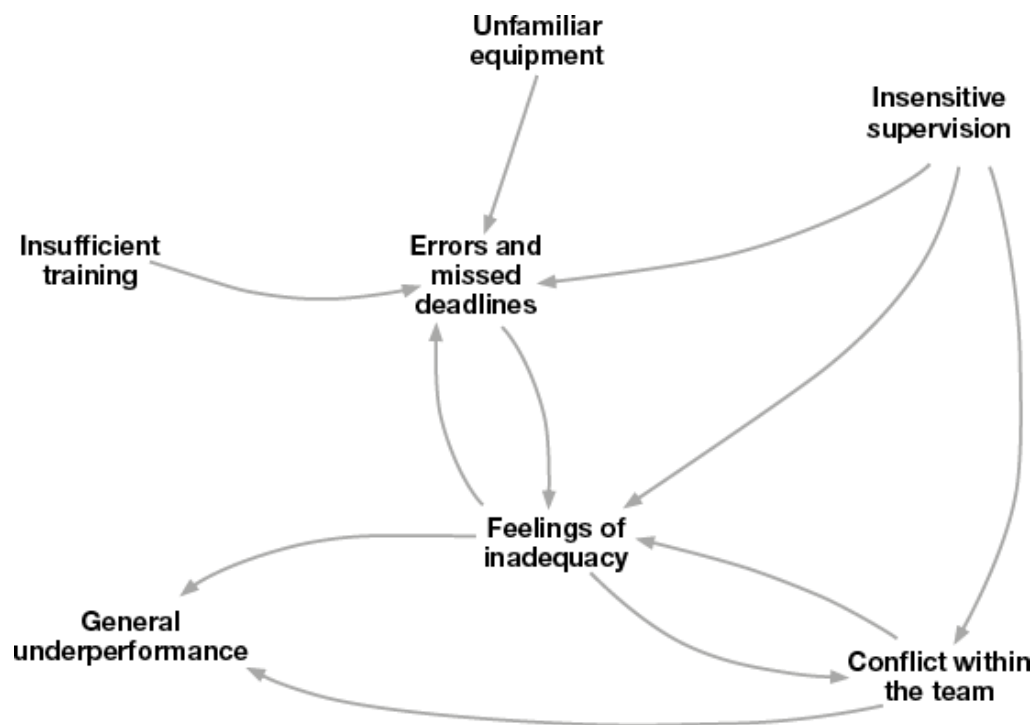 Unfamiliar
equipment
Insensitive
supervision
Insufficient
training
Errors and
missed
deadlines
Feelings of
inadequacy
General
underperformance
Conflict within
the team